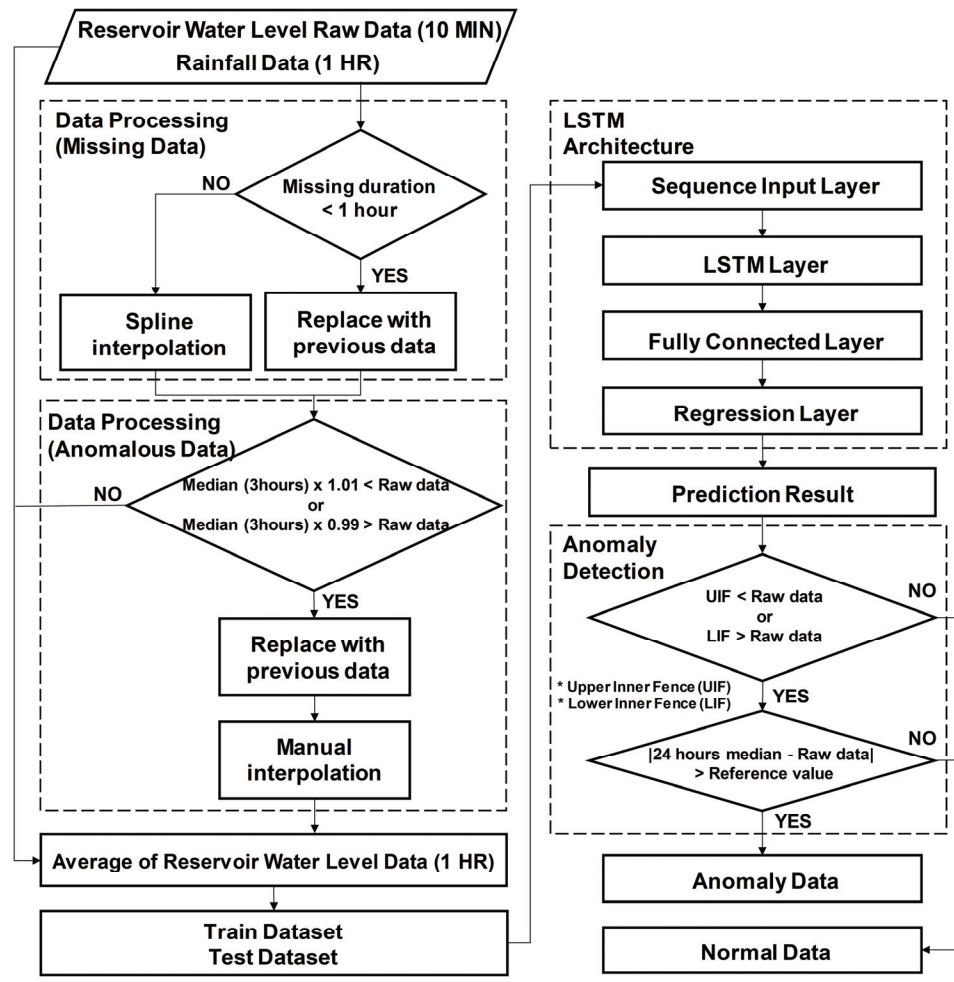 Reservoir Water Level Raw Data (10 MIN)
Rainfall Data (1 HR)
Data Processing
(Missing Data)
NO
Missing duration
< 1 hour
YES
Spline
interpolation
Replace with
previous data
Data Processing
(Anomalous Data)
NO
Median (3hours) x 1.01 < Raw data
or
Median (3hours) x 0.99 > Raw data
YES
Replace with
previous data
Manual
interpolation
Average of Reservoir Water Level Data (1 HR)
Train Dataset
Test Dataset
LSTM
Architecture
Sequence Input Layer
LSTM Layer
Fully Connected Layer
Regression Layer
Prediction Result
Anomaly
Detection
UIF < Raw data
or
LIF > Raw data
NO
* Upper Inner Fence (UIF)
* Lower Inner Fence (LIF)
YES
|24 hours median - Raw data|
> Reference value
NO
YES
Anomaly Data
Normal Data